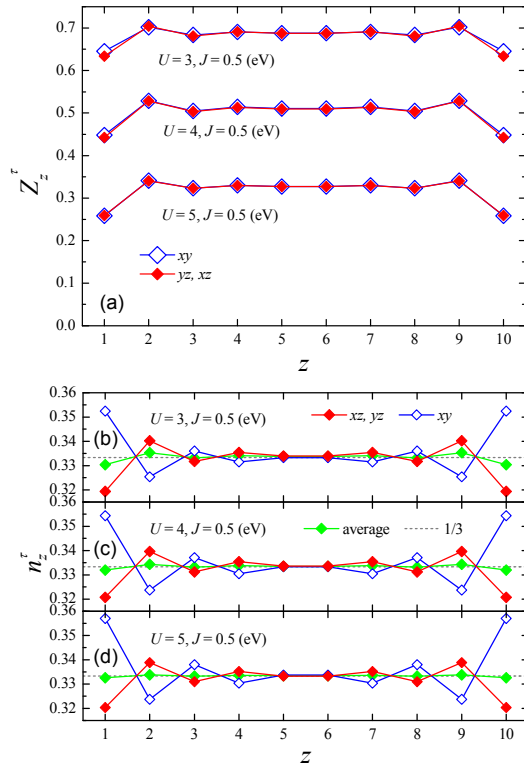 0.7
U = 3, J = 0.5 (eV)
0.6
0.5
U = 4, J = 0.5 (eV)
0.4
Z_z^τ
0.3
U = 5, J = 0.5 (eV)
0.2
xy
yz, xz
0.1
(a)
0.0
1 2 3 4 5 6 7 8 9 10
z
0.36
(b) U = 3, J = 0.5 (eV) xz, yz xy
0.35
0.34
0.33
0.32
0.36
(c) U = 4, J = 0.5 (eV) average 1/3
0.35
0.34
0.33
0.32
n_z^τ
0.36
(d) U = 5, J = 0.5 (eV)
0.35
0.34
0.33
0.32
1 2 3 4 5 6 7 8 9 10
z